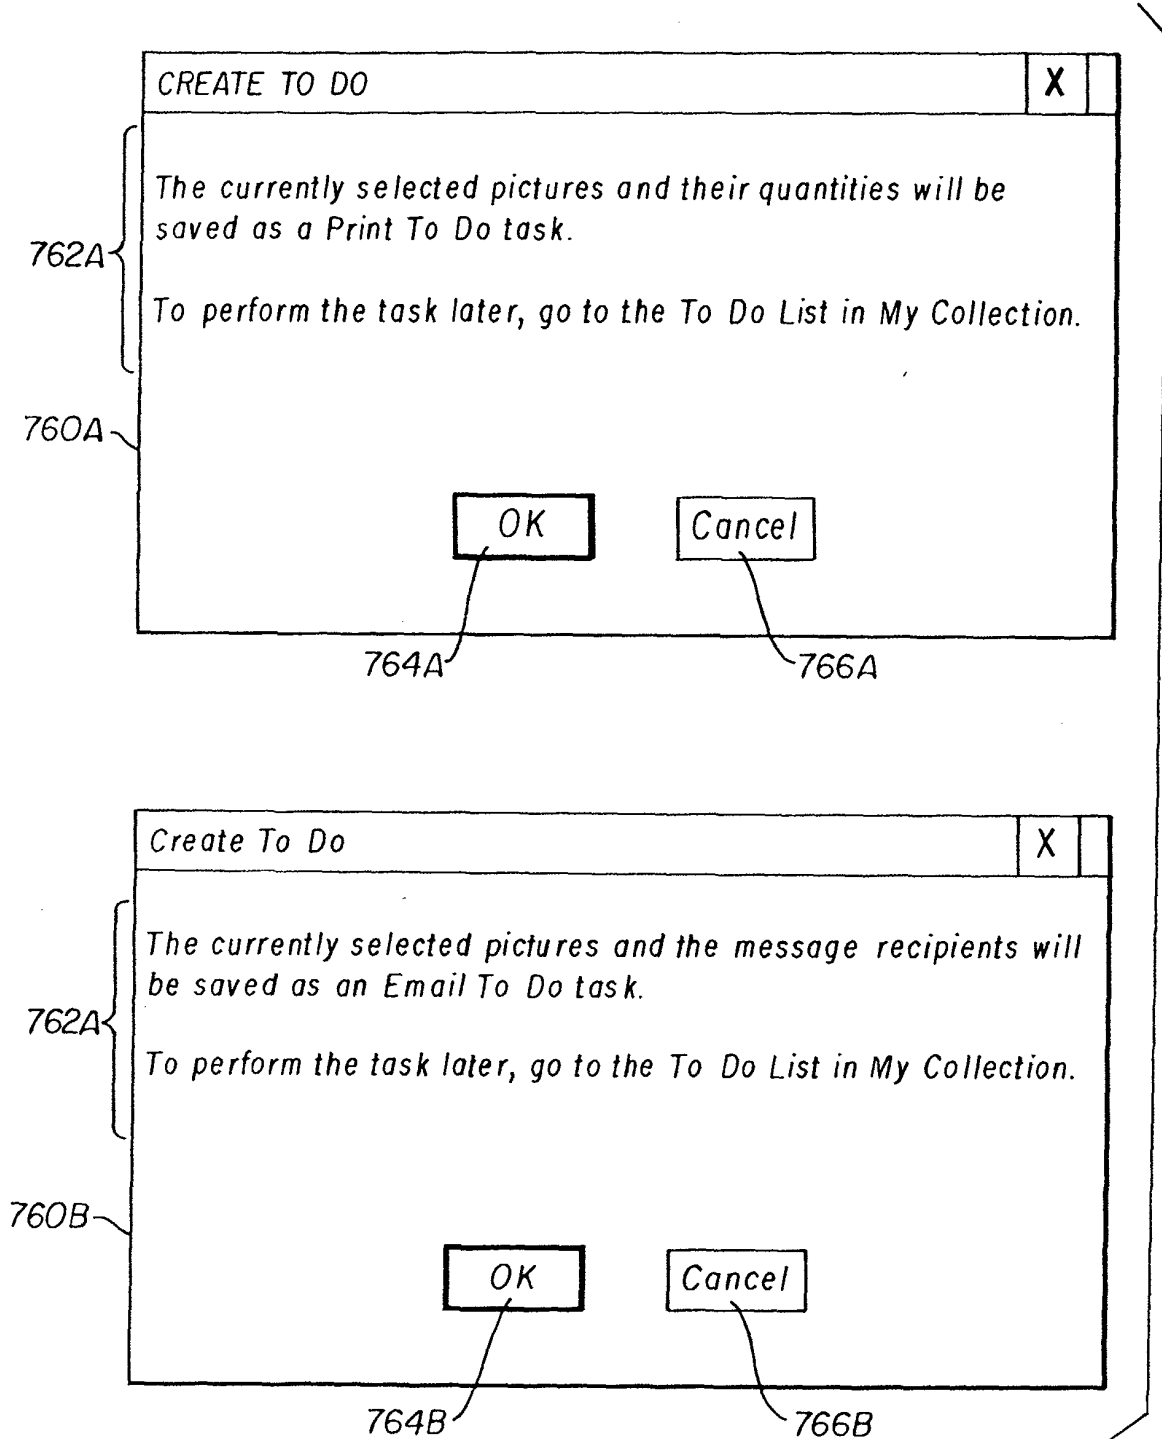 CREATE TO DO X
The currently selected pictures and their quantities will be
saved as a Print To Do task.
762A
To perform the task later, go to the To Do List in My Collection.
760A
OK Cancel
764A 766A
Create To Do X
The currently selected pictures and the message recipients will
be saved as an Email To Do task.
762A
To perform the task later, go to the To Do List in My Collection.
760B
OK Cancel
764B 766B